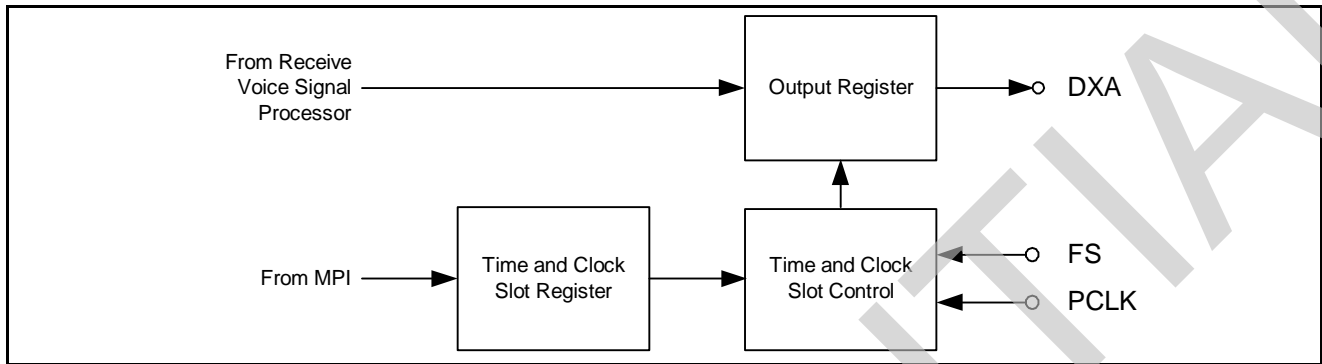 From Receive
Voice Signal
Processor
Output Register
DXA
From MPI
Time and Clock
Slot Register
Time and Clock
Slot Control
FS
PCLK